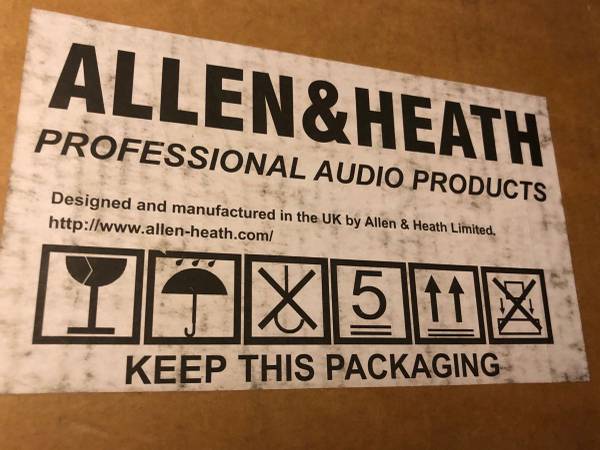 ALLEN&HEATH
PROFESSIONAL AUDIO PRODUCTS
Designed and manufactured in the UK by Allen & Heath Limited.
http://www.allen-heath.com/
5
KEEP THIS PACKAGING